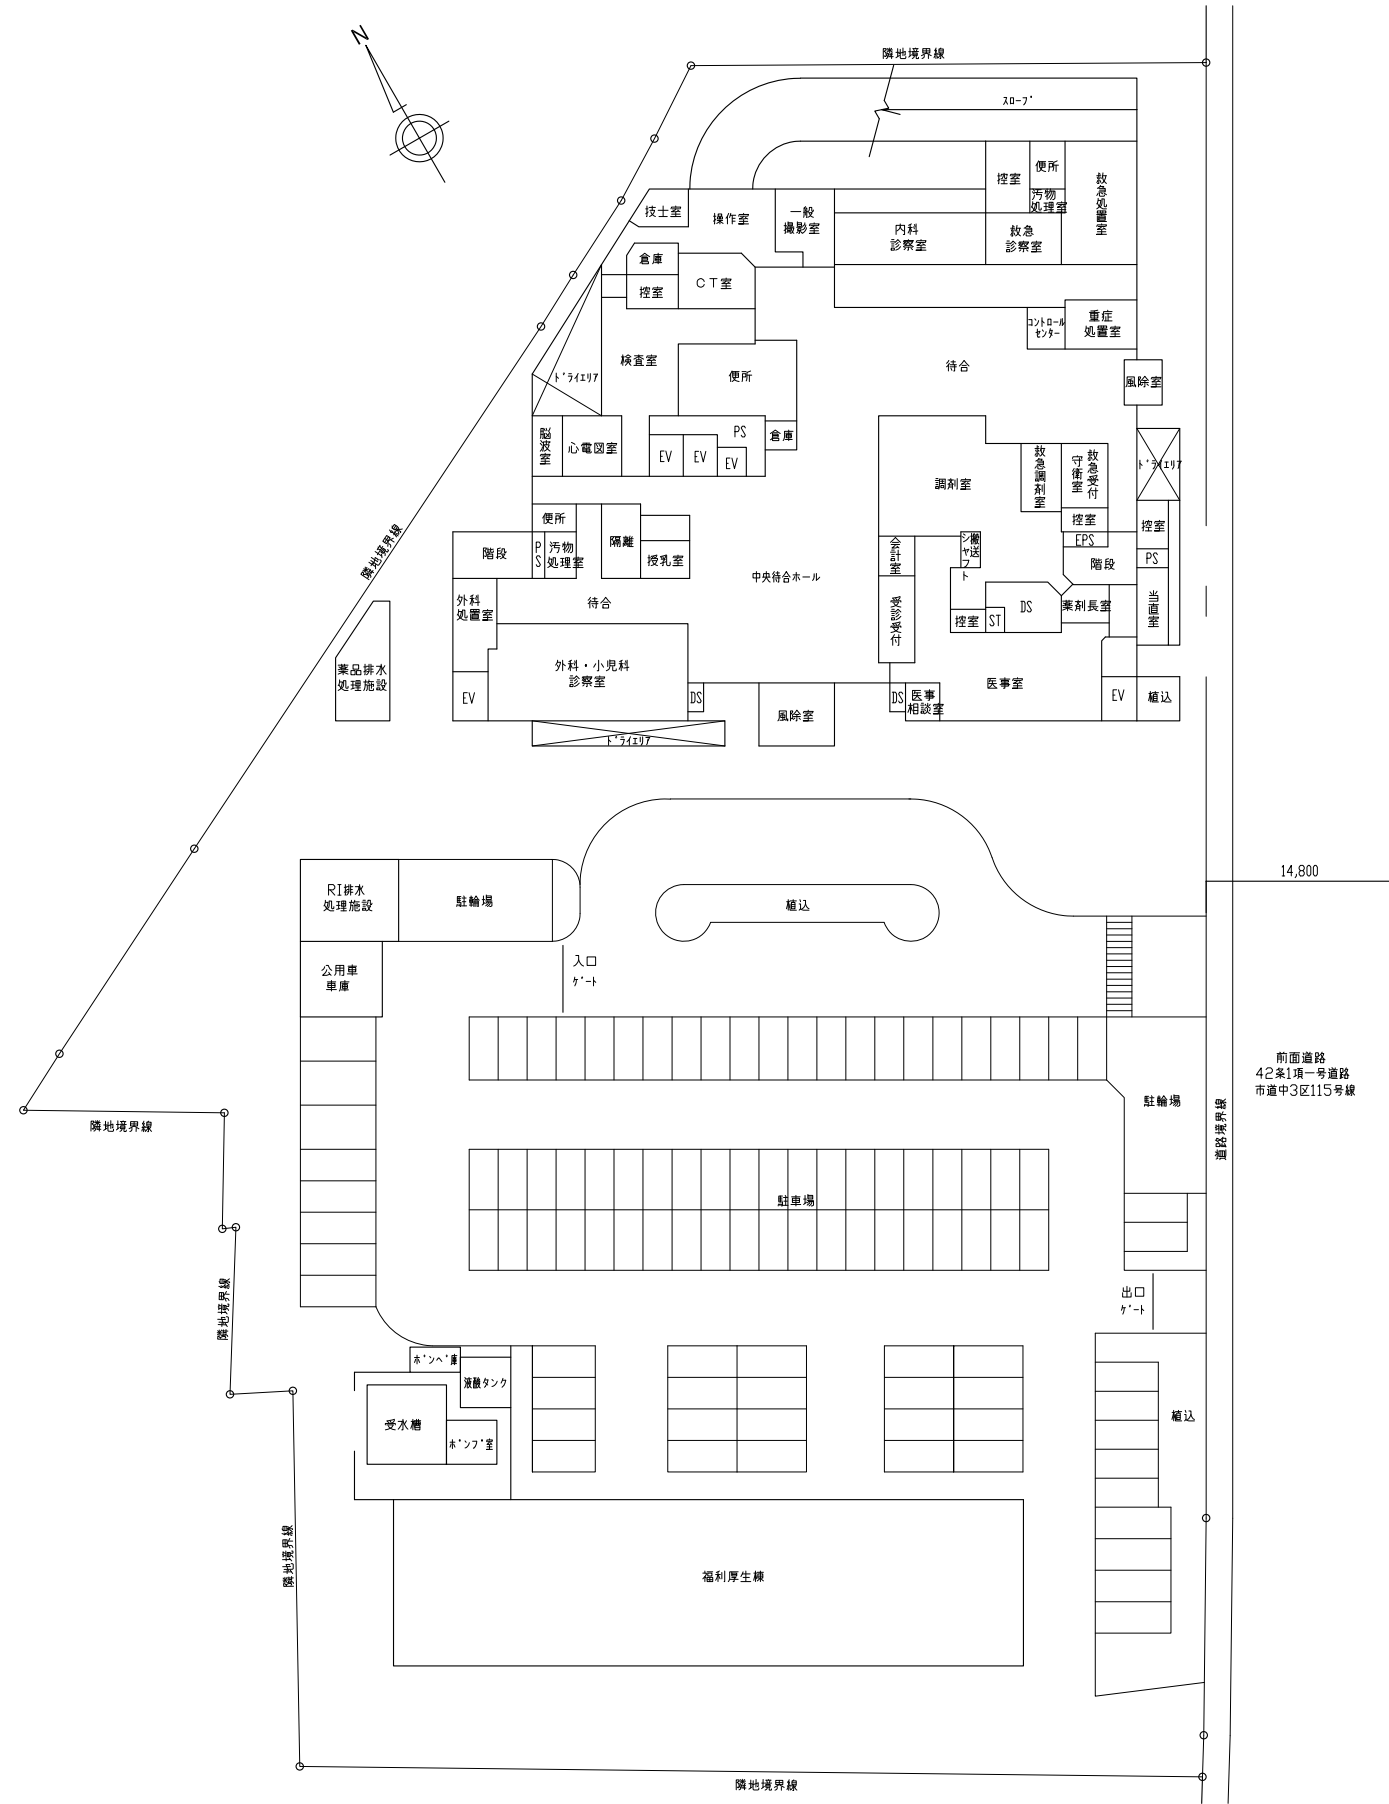 N
隣地境界線
スロープ
控室
便所
汚物
処理室
救急処置室
技士室
操作室
一般
撮影室
内科
診察室
救急
診察室
倉庫
控室
CT室
コントロール
センター
重症
処置室
検査室
便所
待合
風除室
ドライエリア
脳波室
心電図室
PS
倉庫
EV
EV
EV
調剤室
救急調剤室
救急受付
守衛室
控室
ドライエリア
控室
便所
隔離
階段
PS
汚物
処理室
授乳室
中央待合ホール
会計室
搬送
シャフト
EPS
階段
PS
隣地境界線
外科
処置室
待合
受診受付
控室
ST
DS
薬剤長室
当直室
薬品排水
処理施設
外科・小児科
診察室
EV
DS
風除室
DS
医事
相談室
医事室
EV
植込
ドライエリア
RI排水
処理施設
駐輪場
植込
14,800
公用車
車庫
入口
ゲート
前面道路
42条1項一号道路
市道中3区115号線
駐輪場
道路境界線
隣地境界線
駐車場
隣地境界線
出口
ゲート
ボンベ庫
液酸タンク
受水槽
ポンプ室
植込
隣地境界線
福利厚生棟
隣地境界線